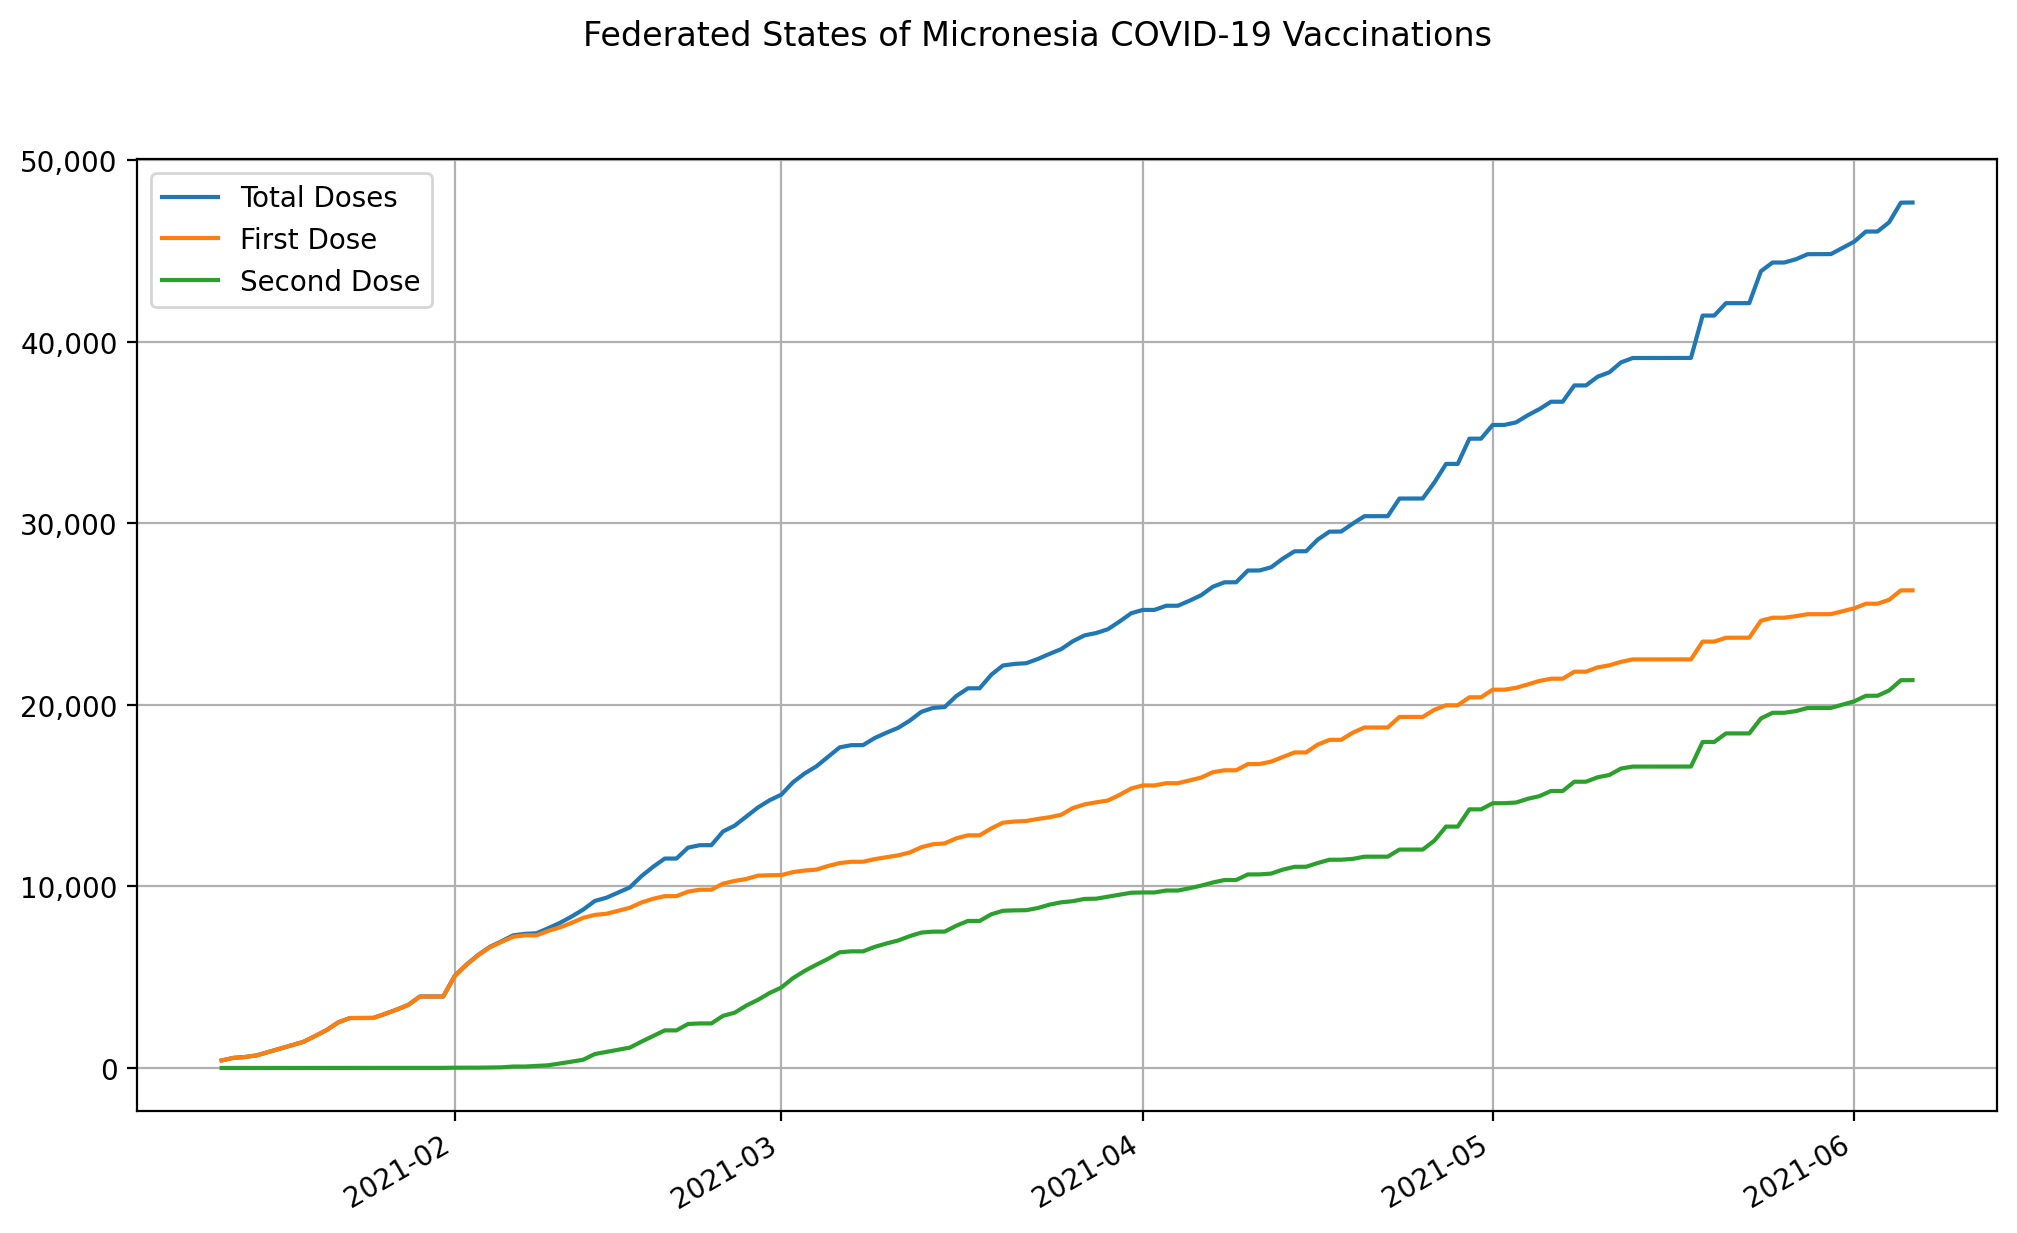 Federated States of Micronesia COVID-19 Vaccinations
50,000
40,000
30,000
20,000
10,000
0
Total Doses
First Dose
Second Dose
2021-02
2021-03
2021-04
2021-05
2021-06